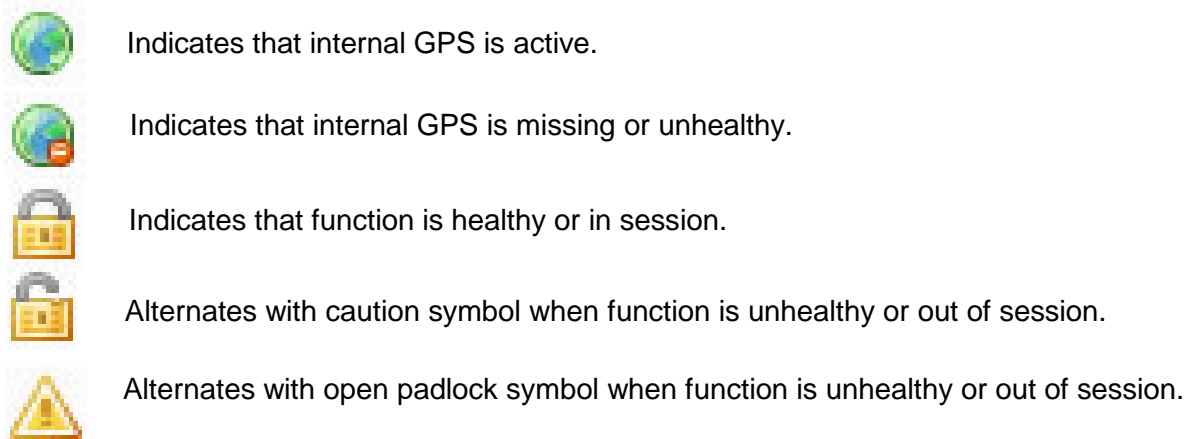 Indicates that internal GPS is active.
Indicates that internal GPS is missing or unhealthy.
Indicates that function is healthy or in session.
Alternates with caution symbol when function is unhealthy or out of session.
Alternates with open padlock symbol when function is unhealthy or out of session.